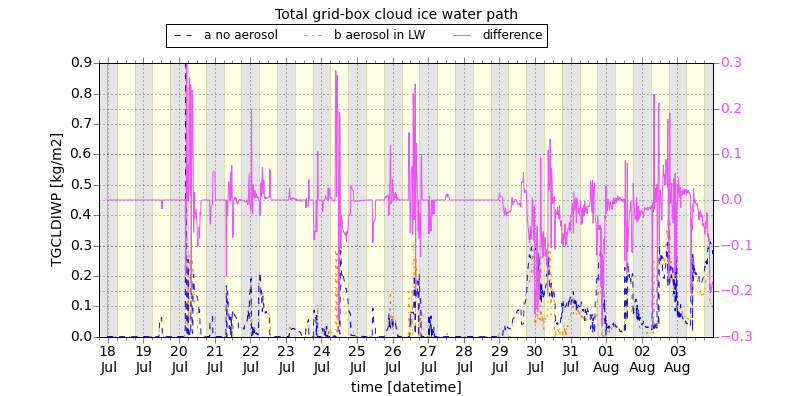 Total grid-box cloud ice water path
a no aerosol b aerosol in LW difference
0.9 0.3
0.8 0.2
0.7
0.6 0.1
0.5
0.4 0.0
0.3 −0.1
0.2 −0.2
0.1
0.0 −0.3
TGCLDIWP [kg/m2]
18 19 20 21 22 23 24 25 26 27 28 29 30 31 01 02 03
Jul Jul Jul Jul Jul Jul Jul Jul Jul Jul Jul Jul Jul Jul Aug Aug Aug
time [datetime]